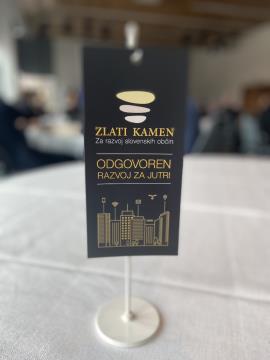 ZLATI KAMEN
Za razvoj slovenskih občin
ODGOVOREN
RAZVOJ ZA JUTRI